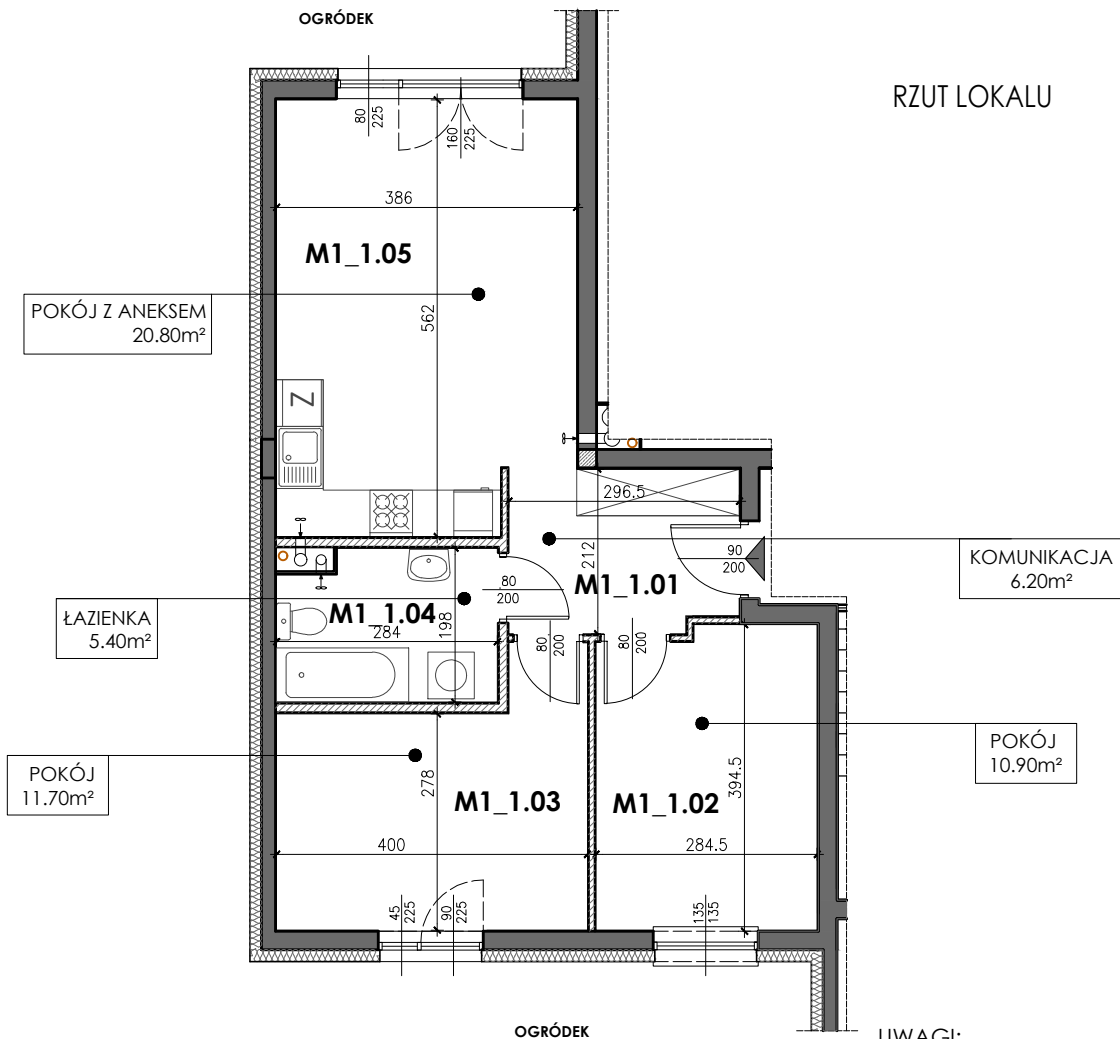 OGRÓDEK
RZUT LOKALU
80
225
160
225
386
M1_1.05
POKÓJ Z ANEKSEM
20.80m²
562
Z
296.5
212
90
200
KOMUNIKACJA
6.20m²
M1_1.01
80
200
M1_1.04
ŁAZIENKA
5.40m²
284
198
80
200
80
200
POKÓJ
11.70m²
278
M1_1.03
M1_1.02
394.5
POKÓJ
10.90m²
400
284.5
45
225
90
225
135
135
OGRÓDEK
UWAGI: